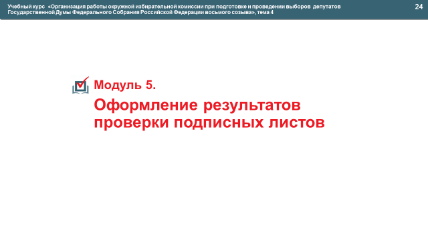 Учебный курс «Организация работы окружной избирательной комиссии при подготовке и проведении выборов депутатов
Государственной Думы Федерального Собрания Российской Федерации восьмого созыва», тема 4
24
Модуль 5.
Оформление результатов
проверки подписных листов